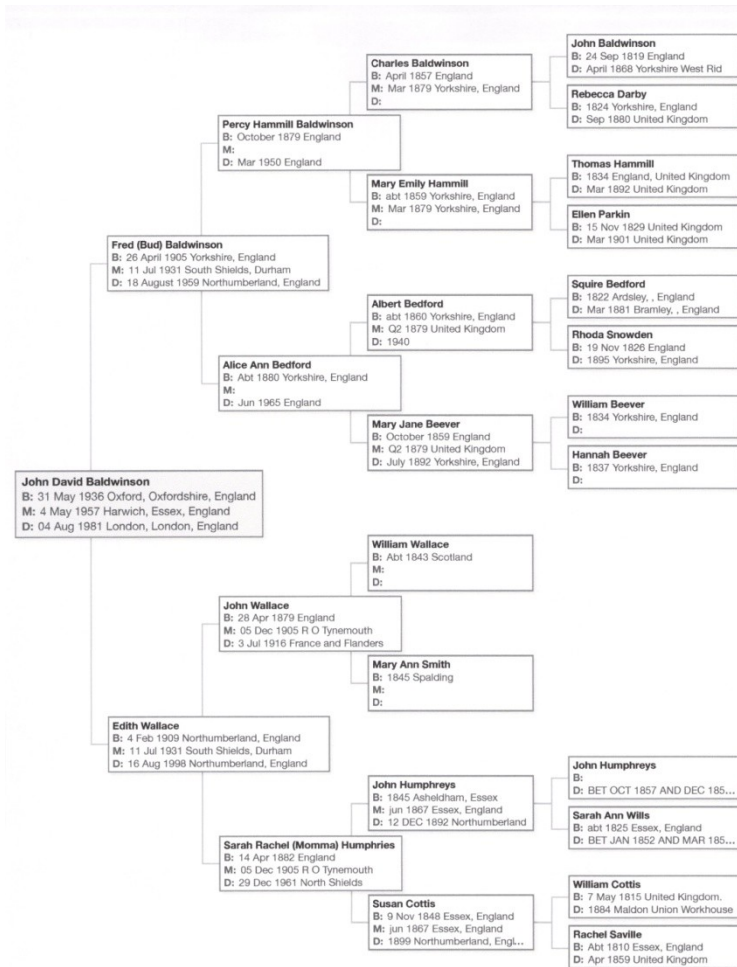 John Baldwinson
B: 24 Sep 1819 England
D: April 1868 Yorkshire West Rid
Charles Baldwinson
B: April 1857 England
M: Mar 1879 Yorkshire, England
D:
Rebecca Darby
B: 1824 Yorkshire, England
D: Sep 1880 United Kingdom
Percy Hammill Baldwinson
B: October 1879 England
M:
D: Mar 1950 England
Thomas Hammill
B: 1834 England, United Kingdom
D: Mar 1892 United Kingdom
Mary Emily Hammill
B: abt 1859 Yorkshire, England
M: Mar 1879 Yorkshire, England
D:
Ellen Parkin
B: 15 Nov 1829 United Kingdom
D: Mar 1901 United Kingdom
Fred (Bud) Baldwinson
B: 26 April 1905 Yorkshire, England
M: 11 Jul 1931 South Shields, Durham
D: 18 August 1959 Northumberland, England
Squire Bedford
B: 1822 Ardsley, , England
D: Mar 1881 Bramley, , England
Albert Bedford
B: abt 1860 Yorkshire, England
M: Q2 1879 United Kingdom
D: 1940
Rhoda Snowden
B: 19 Nov 1826 England
D: 1895 Yorkshire, England
Alice Ann Bedford
B: Abt 1880 Yorkshire, England
M:
D: Jun 1965 England
William Beever
B: 1834 Yorkshire, England
D:
Mary Jane Beever
B: October 1859 England
M: Q2 1879 United Kingdom
D: July 1892 Yorkshire, England
Hannah Beever
B: 1837 Yorkshire, England
D:
John David Baldwinson
B: 31 May 1936 Oxford, Oxfordshire, England
M: 4 May 1957 Harwich, Essex, England
D: 04 Aug 1981 London, London, England
William Wallace
B: Abt 1843 Scotland
M:
D:
John Wallace
B: 28 Apr 1879 England
M: 05 Dec 1905 R O Tynemouth
D: 3 Jul 1916 France and Flanders
Mary Ann Smith
B: 1845 Spalding
M:
D:
Edith Wallace
B: 4 Feb 1909 Northumberland, England
M: 11 Jul 1931 South Shields, Durham
D: 16 Aug 1998 Northumberland, England
John Humphreys
B:
D: BET OCT 1857 AND DEC 185...
John Humphreys
B: 1845 Asheldham, Essex
M: jun 1867 Essex, England
D: 12 DEC 1892 Northumberland
Sarah Ann Wills
B: abt 1825 Essex, England
D: BET JAN 1852 AND MAR 185...
Sarah Rachel (Momma) Humphries
B: 14 Apr 1882 England
M: 05 Dec 1905 R O Tynemouth
D: 29 Dec 1961 North Shields
William Cottis
B: 7 May 1815 United Kingdom.
D: 1884 Maldon Union Workhouse
Susan Cottis
B: 9 Nov 1848 Essex, England
M: jun 1867 Essex, England
D: 1899 Northumberland, Engl...
Rachel Saville
B: Abt 1810 Essex, England
D: Apr 1859 United Kingdom